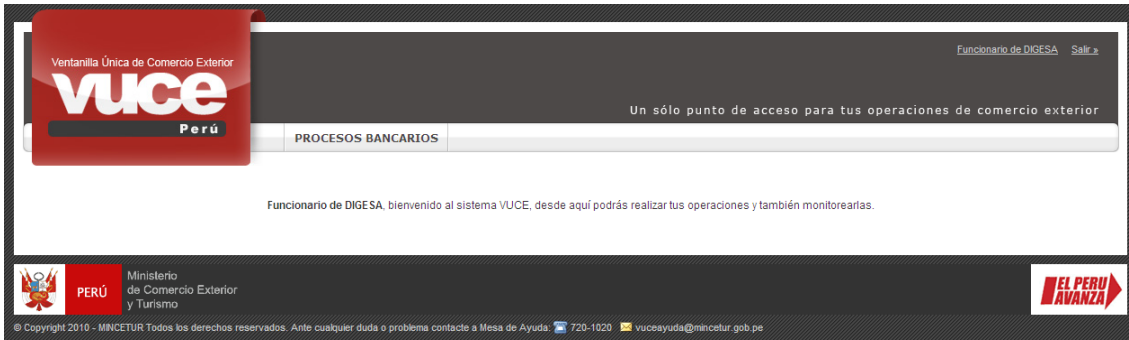 Funcionario de DIGESA Salir »
Ventanilla Única de Comercio Exterior
vuce
Perú
Un sólo punto de acceso para tus operaciones de comercio exterior
PROCESOS BANCARIOS
Funcionario de DIGESA, bienvenido al sistema VUCE, desde aquí podrás realizar tus operaciones y también monitorearlas.
PERÚ
Ministerio
de Comercio Exterior
y Turismo
EL PERU
AVANZA
© Copyright 2010 - MINCETUR Todos los derechos reservados. Ante cualquier duda o problema contacte a Mesa de Ayuda: 720-1020 vuceayuda@mincetur.gob.pe